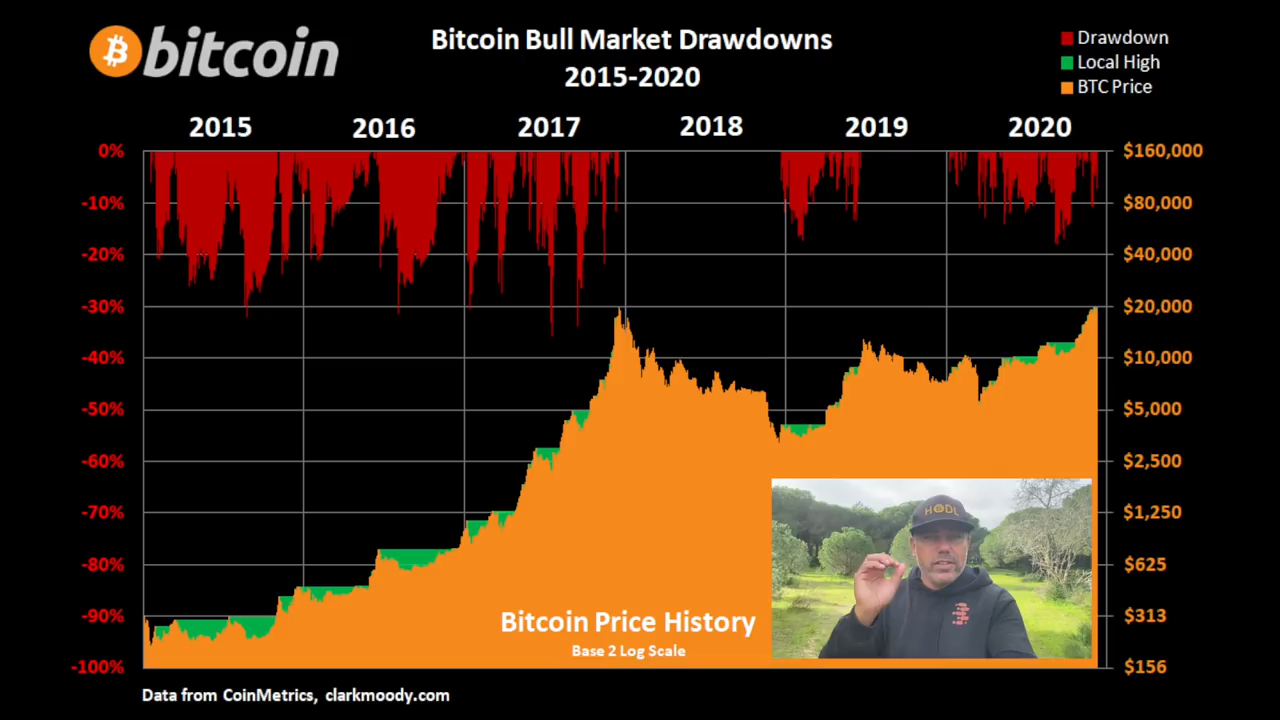 bitcoin
Bitcoin Bull Market Drawdowns
2015-2020
Drawdown
Local High
BTC Price
2015 2016 2017 2018 2019 2020
0% $160,000
-10% $80,000
-20% $40,000
-30% $20,000
-40% $10,000
-50% $5,000
-60% $2,500
-70% $1,250
-80% $625
-90% $313
-100% $156
HODL
Bitcoin Price History
Base 2 Log Scale
Data from CoinMetrics, clarkmoody.com